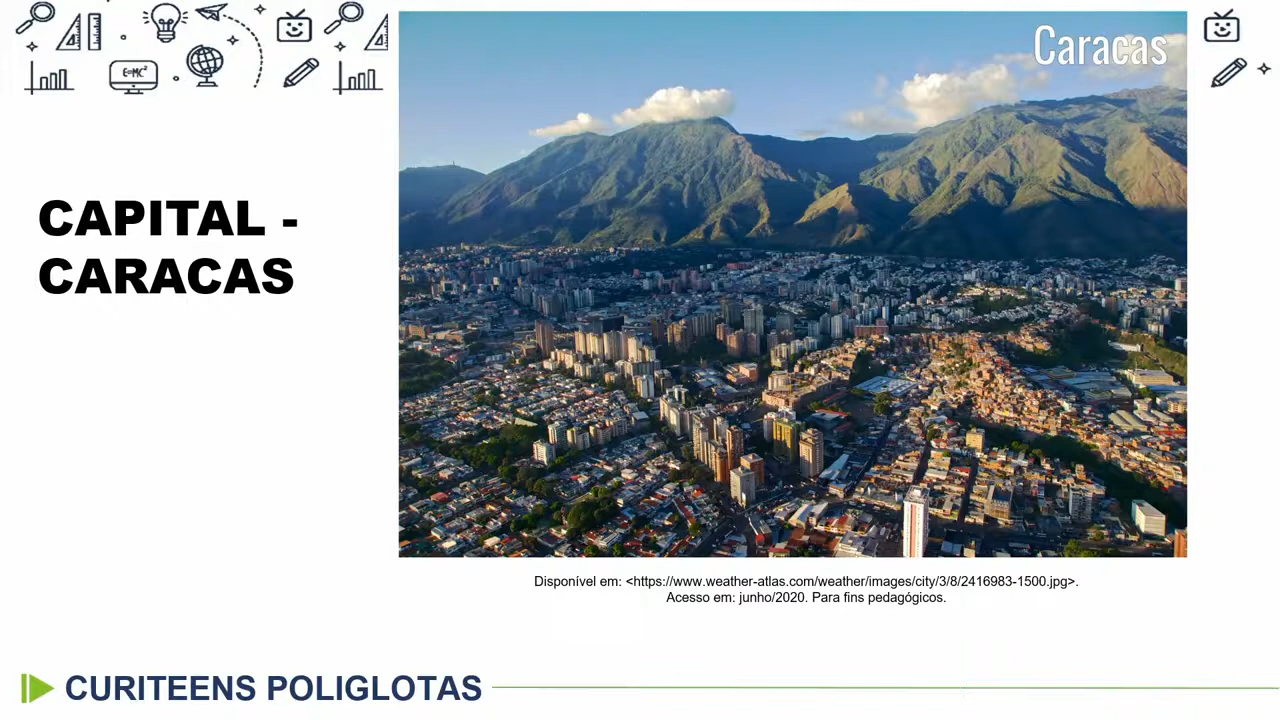 E=MC²
Caracas
CAPITAL -
CARACAS
Disponível em: <https://www.weather-atlas.com/weather/images/city/3/8/2416983-1500.jpg>.
Acesso em: junho/2020. Para fins pedagógicos.
CURITEENS POLIGLOTAS